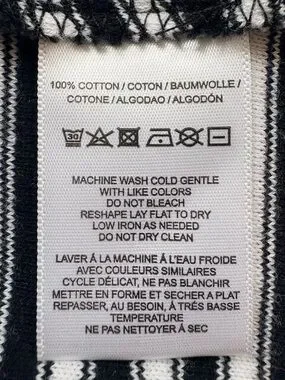 100% COTTON / COTON / BAUMWOLLE /
COTONE / ALGODAO / ALGODÓN
30
MACHINE WASH COLD GENTLE
WITH LIKE COLORS
DO NOT BLEACH
RESHAPE LAY FLAT TO DRY
LOW IRON AS NEEDED
DO NOT DRY CLEAN
LAVER Á LA MACHINE Á L'EAU FROIDE
AVEC COULEURS SIMILAIRES
CYCLE DÉLICAT, NE PAS BLANCHIR
METTRE EN FORME ET SECHER A PLAT
REPASSER, AU BESOIN, Á TRÉS BASSE
TEMPERATURE
NE PAS NETTOYER Á SEC